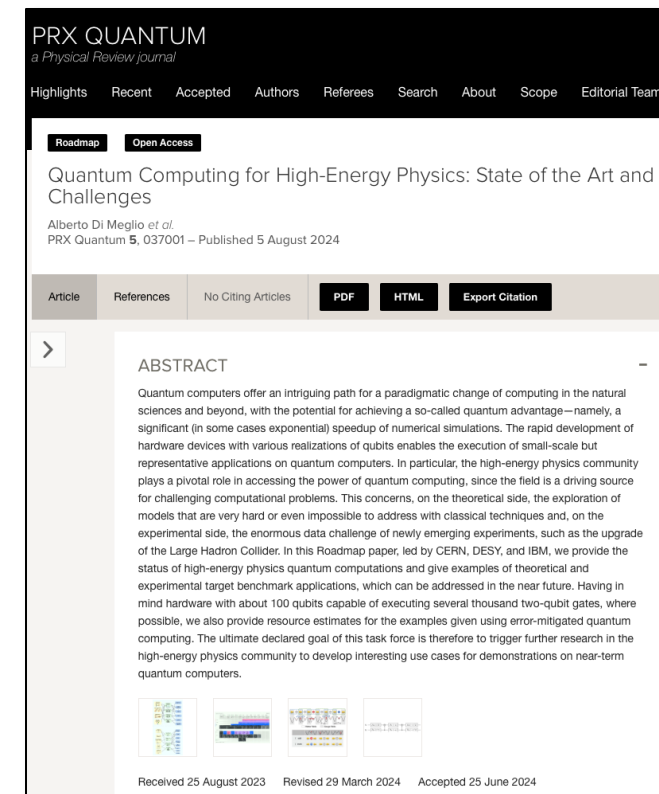 PRX QUANTUM
a Physical Review journal
Highlights Recent Accepted Authors Referees Search About Scope Editorial Team
Roadmap Open Access
Quantum Computing for High-Energy Physics: State of the Art and
Challenges
Alberto Di Meglio et al.
PRX Quantum 5, 037001 – Published 5 August 2024
Article References No Citing Articles PDF HTML Export Citation
ABSTRACT
Quantum computers offer an intriguing path for a paradigmatic change of computing in the natural
sciences and beyond, with the potential for achieving a so-called quantum advantage—namely, a
significant (in some cases exponential) speedup of numerical simulations. The rapid development of
hardware devices with various realizations of qubits enables the execution of small-scale but
representative applications on quantum computers. In particular, the high-energy physics community
plays a pivotal role in accessing the power of quantum computing, since the field is a driving source
for challenging computational problems. This concerns, on the theoretical side, the exploration of
models that are very hard or even impossible to address with classical techniques and, on the
experimental side, the enormous data challenge of newly emerging experiments, such as the upgrade
of the Large Hadron Collider. In this Roadmap paper, led by CERN, DESY, and IBM, we provide the
status of high-energy physics quantum computations and give examples of theoretical and
experimental target benchmark applications, which can be addressed in the near future. Having in
mind hardware with about 100 qubits capable of executing several thousand two-qubit gates, where
possible, we also provide resource estimates for the examples given using error-mitigated quantum
computing. The ultimate declared goal of this task force is therefore to trigger further research in the
high-energy physics community to develop interesting use cases for demonstrations on near-term
quantum computers.
Received 25 August 2023 Revised 29 March 2024 Accepted 25 June 2024